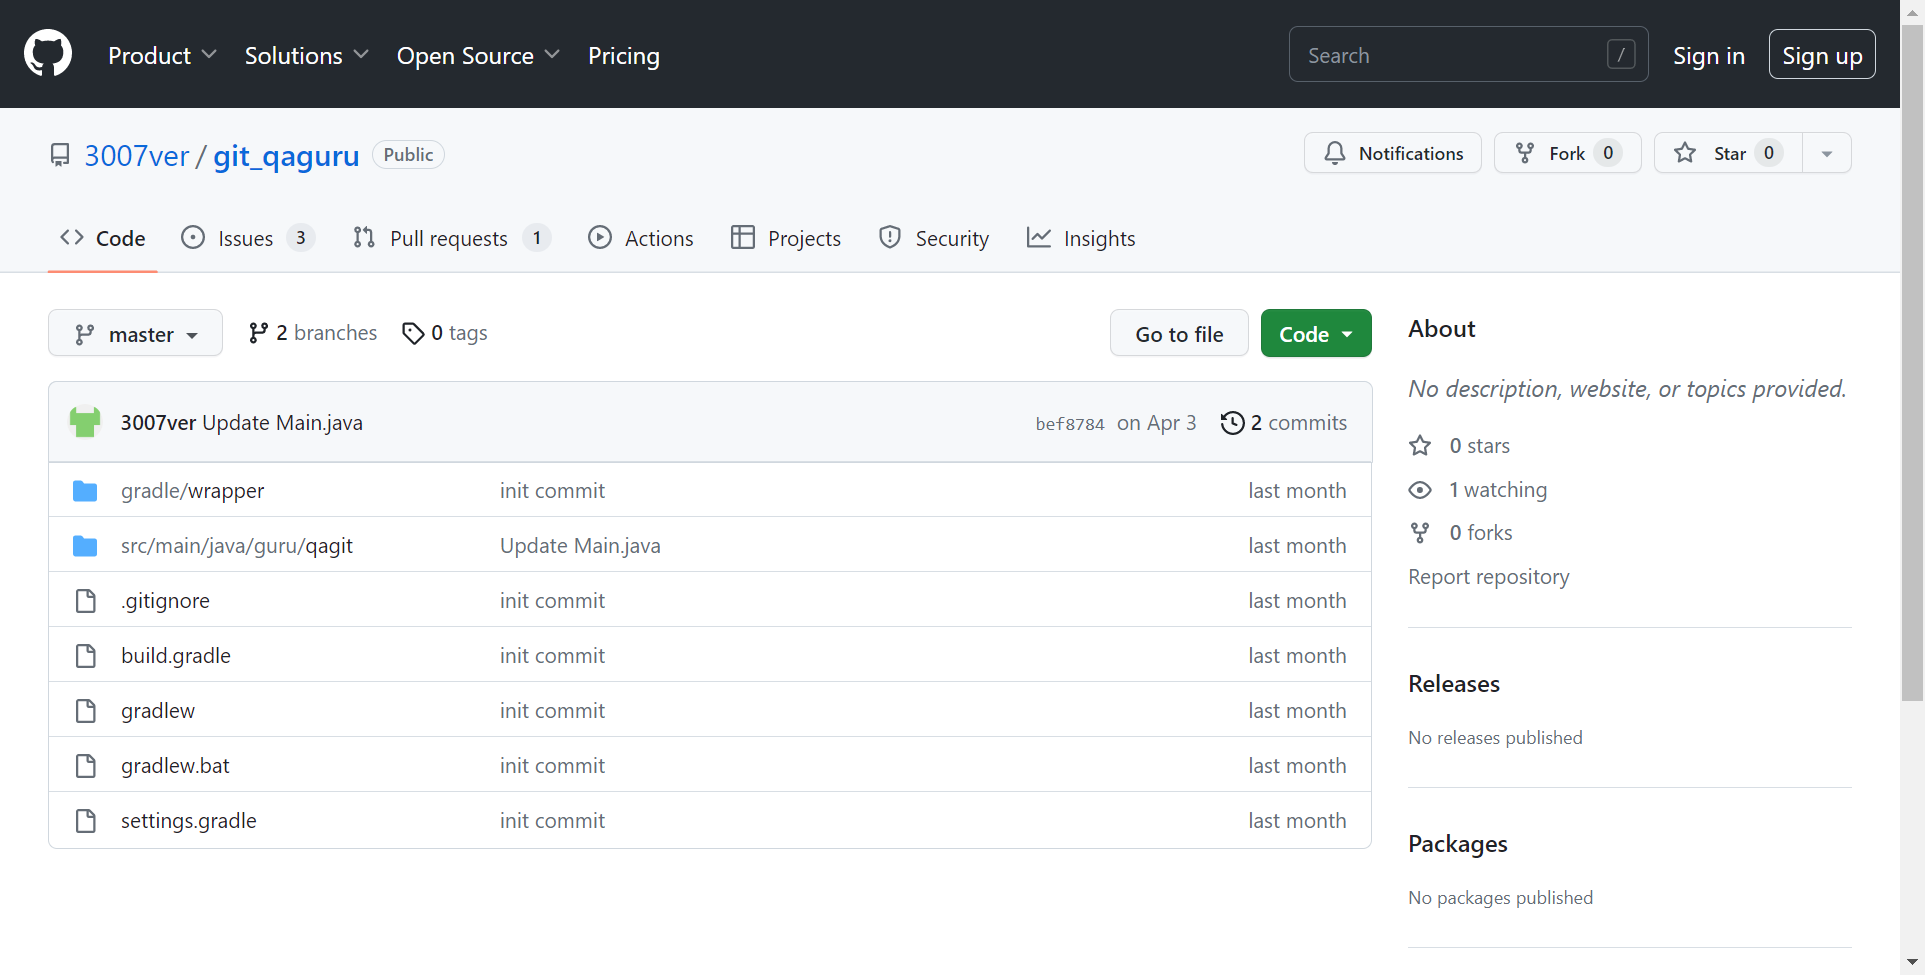 Product Solutions Open Source Pricing Search / Sign in Sign up
3007ver / git_qaguru Public Notifications Fork 0 Star 0
Code Issues 3 Pull requests 1 Actions Projects Security Insights
master 2 branches 0 tags Go to file Code
3007ver Update Main.java bef8784 on Apr 3 2 commits
gradle/wrapper init commit last month
src/main/java/guru/qagit Update Main.java last month
.gitignore init commit last month
build.gradle init commit last month
gradlew init commit last month
gradlew.bat init commit last month
settings.gradle init commit last month
About
No description, website, or topics provided.
0 stars
1 watching
0 forks
Report repository
Releases
No releases published
Packages
No packages published